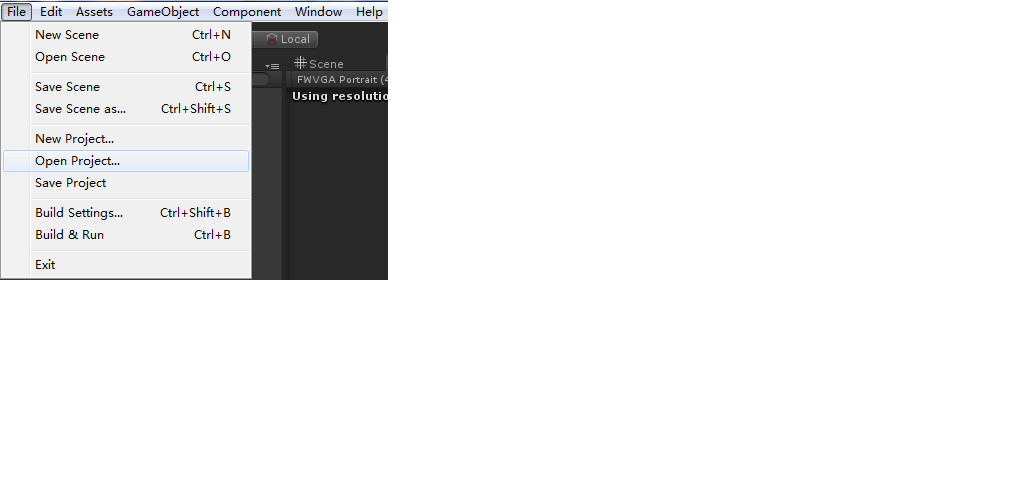 File Edit Assets GameObject Component Window Help
New Scene Ctrl+N
Open Scene Ctrl+O
Save Scene Ctrl+S
Save Scene as... Ctrl+Shift+S
New Project...
Open Project...
Save Project
Build Settings... Ctrl+Shift+B
Build & Run Ctrl+B
Exit
Local
Scene
FWVGA Portrait (4
Using resolutio